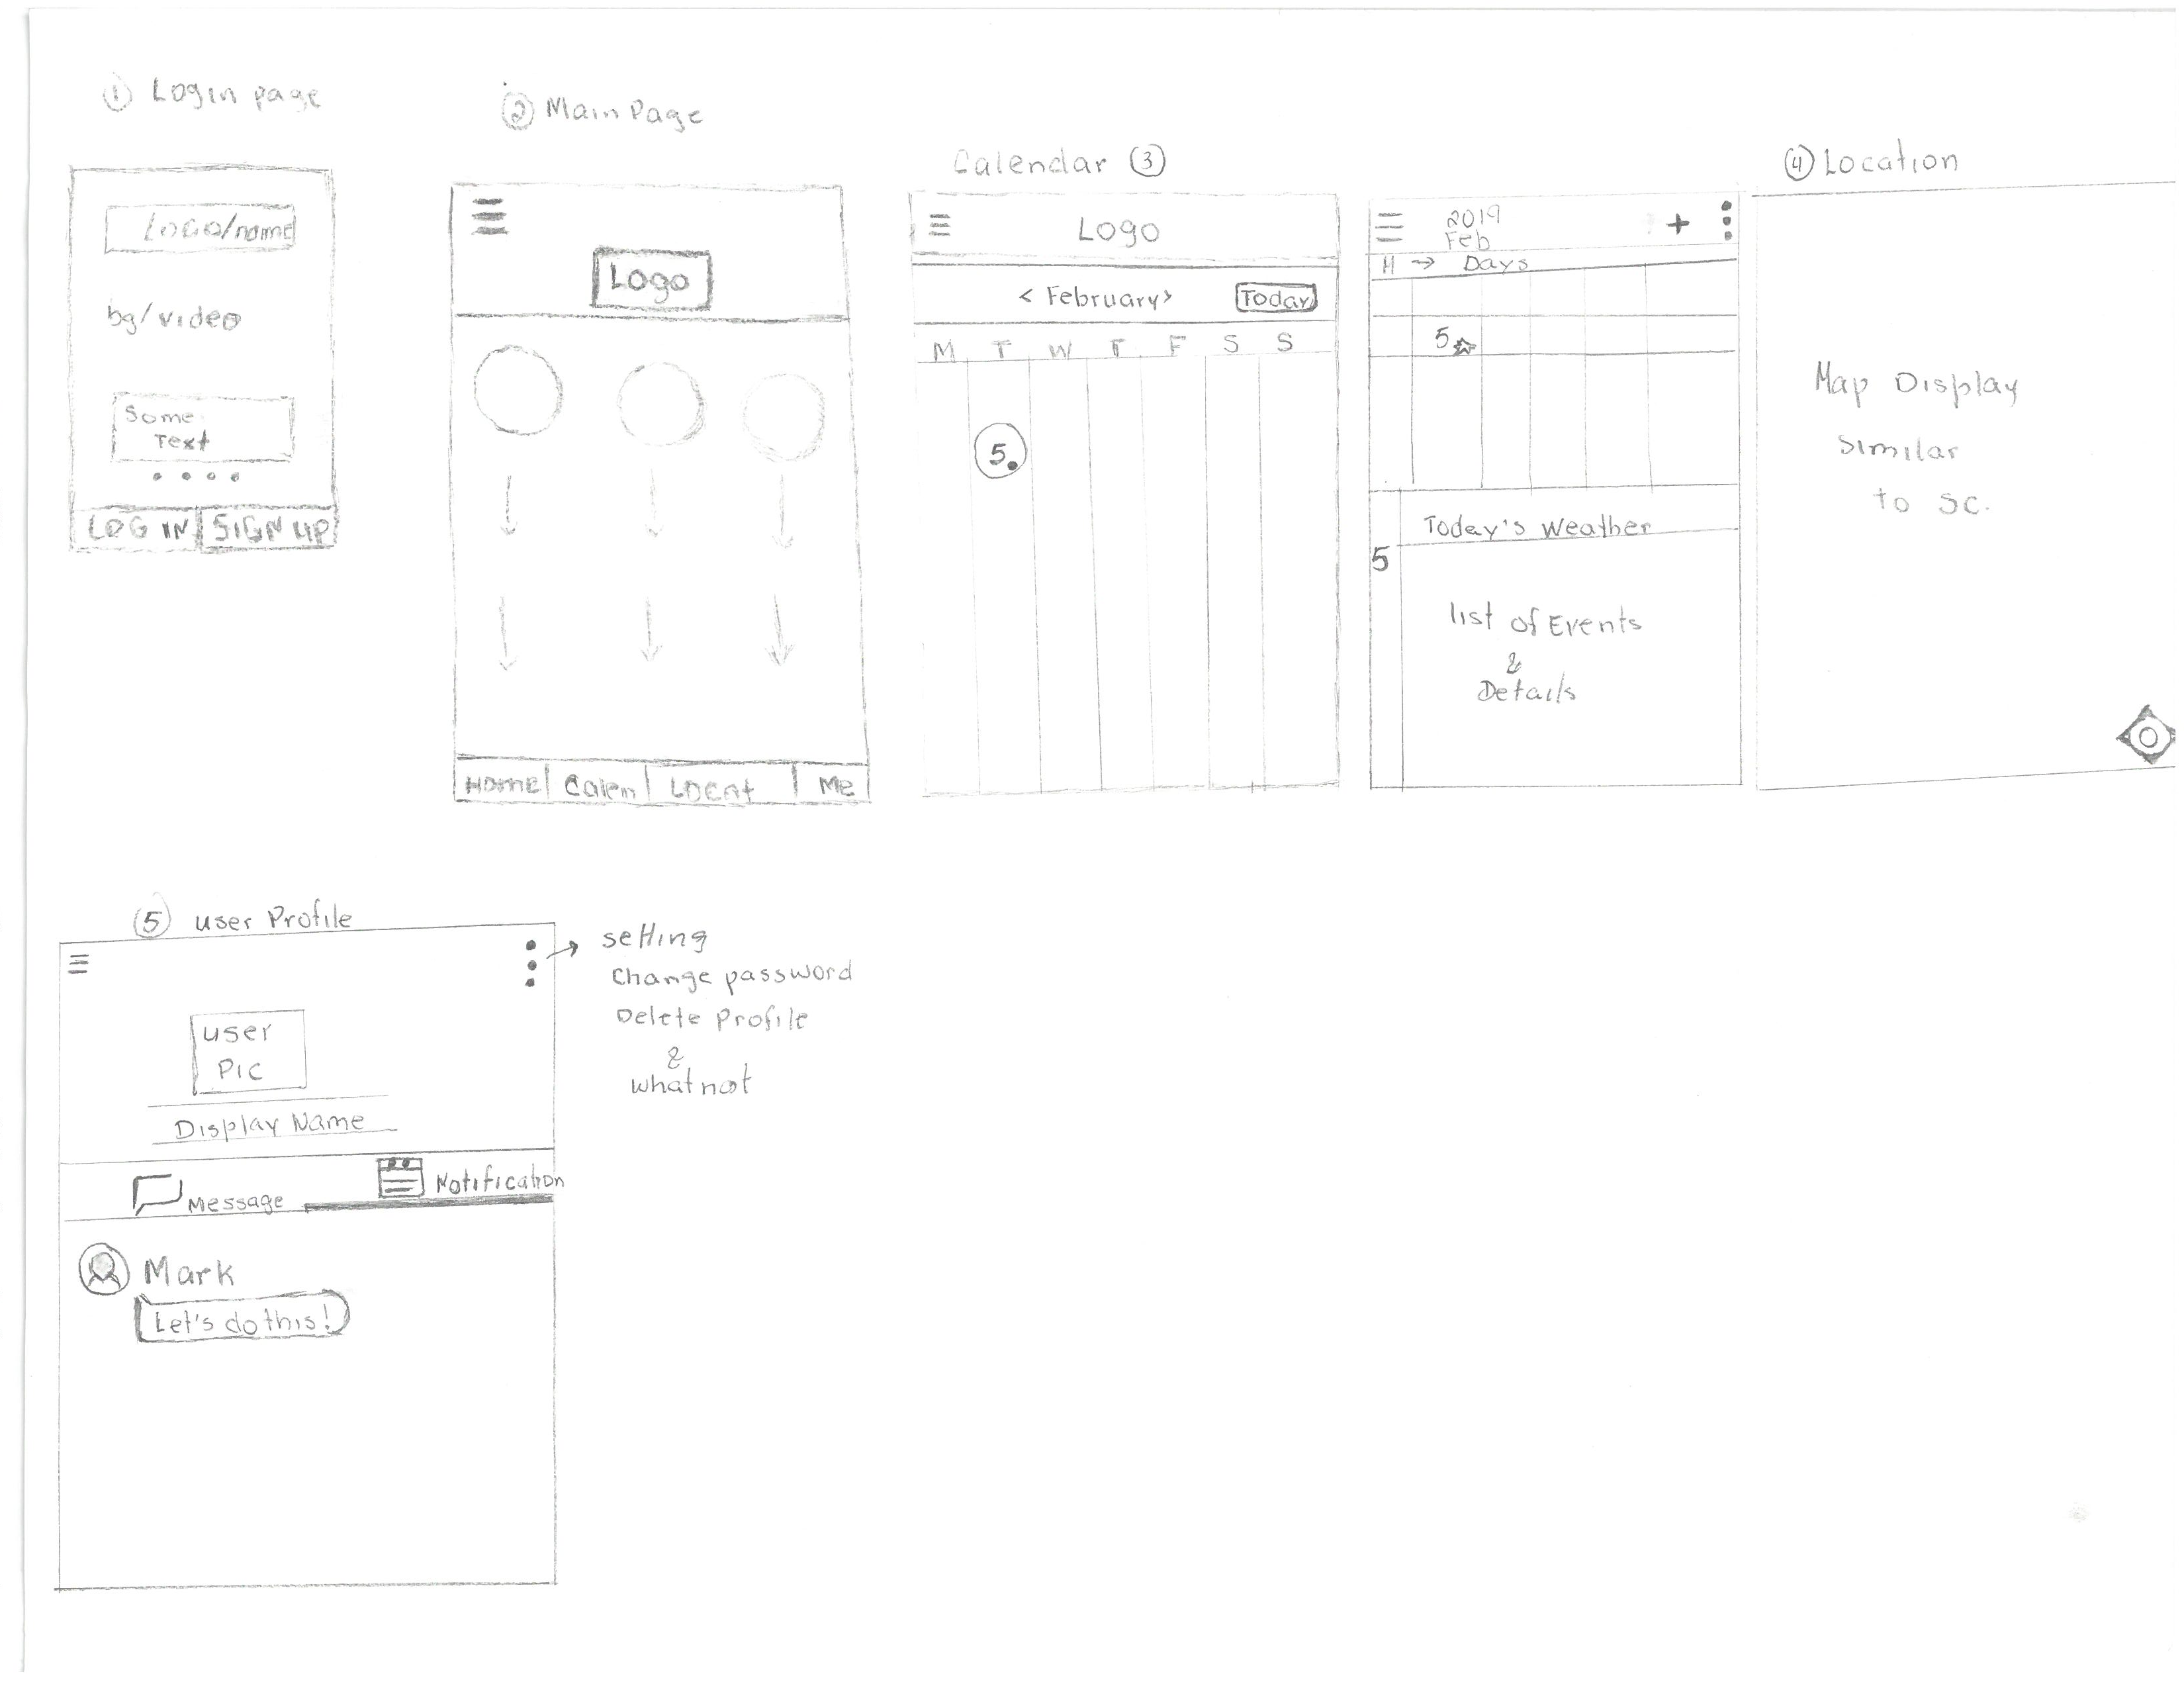 ① Login page
LOGO/name
bg/video
Some
Text
LOG IN SIGN UP
② Main Page
Logo
Home Calen Locat Me
Calendar ③
Logo
< February > Today
M T W T F S S
5
2019
Feb +
→ Days
5
Today's Weather
5
list of Events
&
Details
④ Location
Map Display
Similar
to SC.
⑤ user Profile
user
Pic
Display Name
Message Notification
Mark
Let's do this!
→ setting
Change password
Delete Profile
&
whatnot